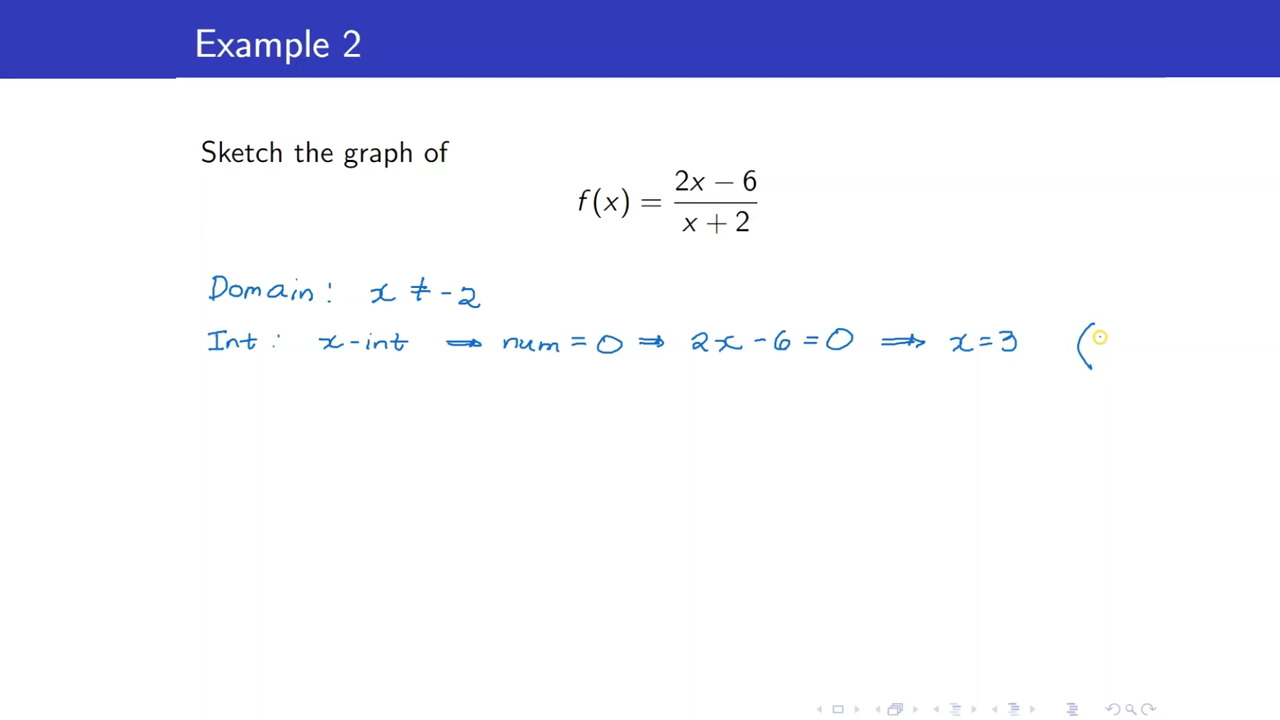 Example 2
Sketch the graph of
f(x) = \frac{2x − 6}{x + 2}
Domain: x ≠ -2
Int: x-int ⟹ num = 0 ⟹ 2x - 6 = 0 ⟹ x = 3 (